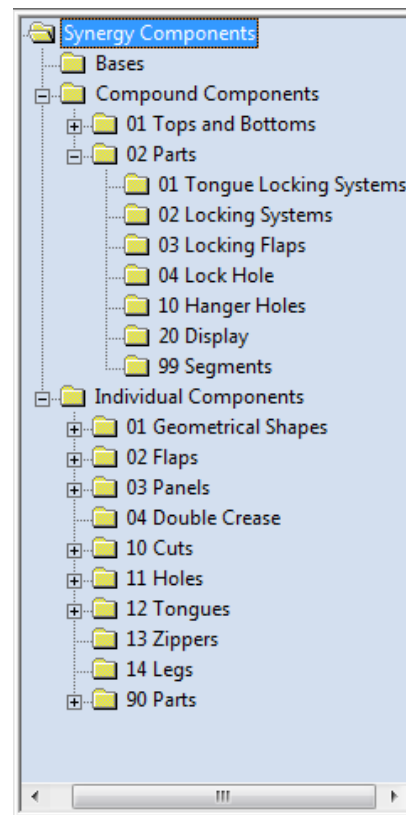 Synergy Components
Bases
Compound Components
01 Tops and Bottoms
02 Parts
01 Tongue Locking Systems
02 Locking Systems
03 Locking Flaps
04 Lock Hole
10 Hanger Holes
20 Display
99 Segments
Individual Components
01 Geometrical Shapes
02 Flaps
03 Panels
04 Double Crease
10 Cuts
11 Holes
12 Tongues
13 Zippers
14 Legs
90 Parts